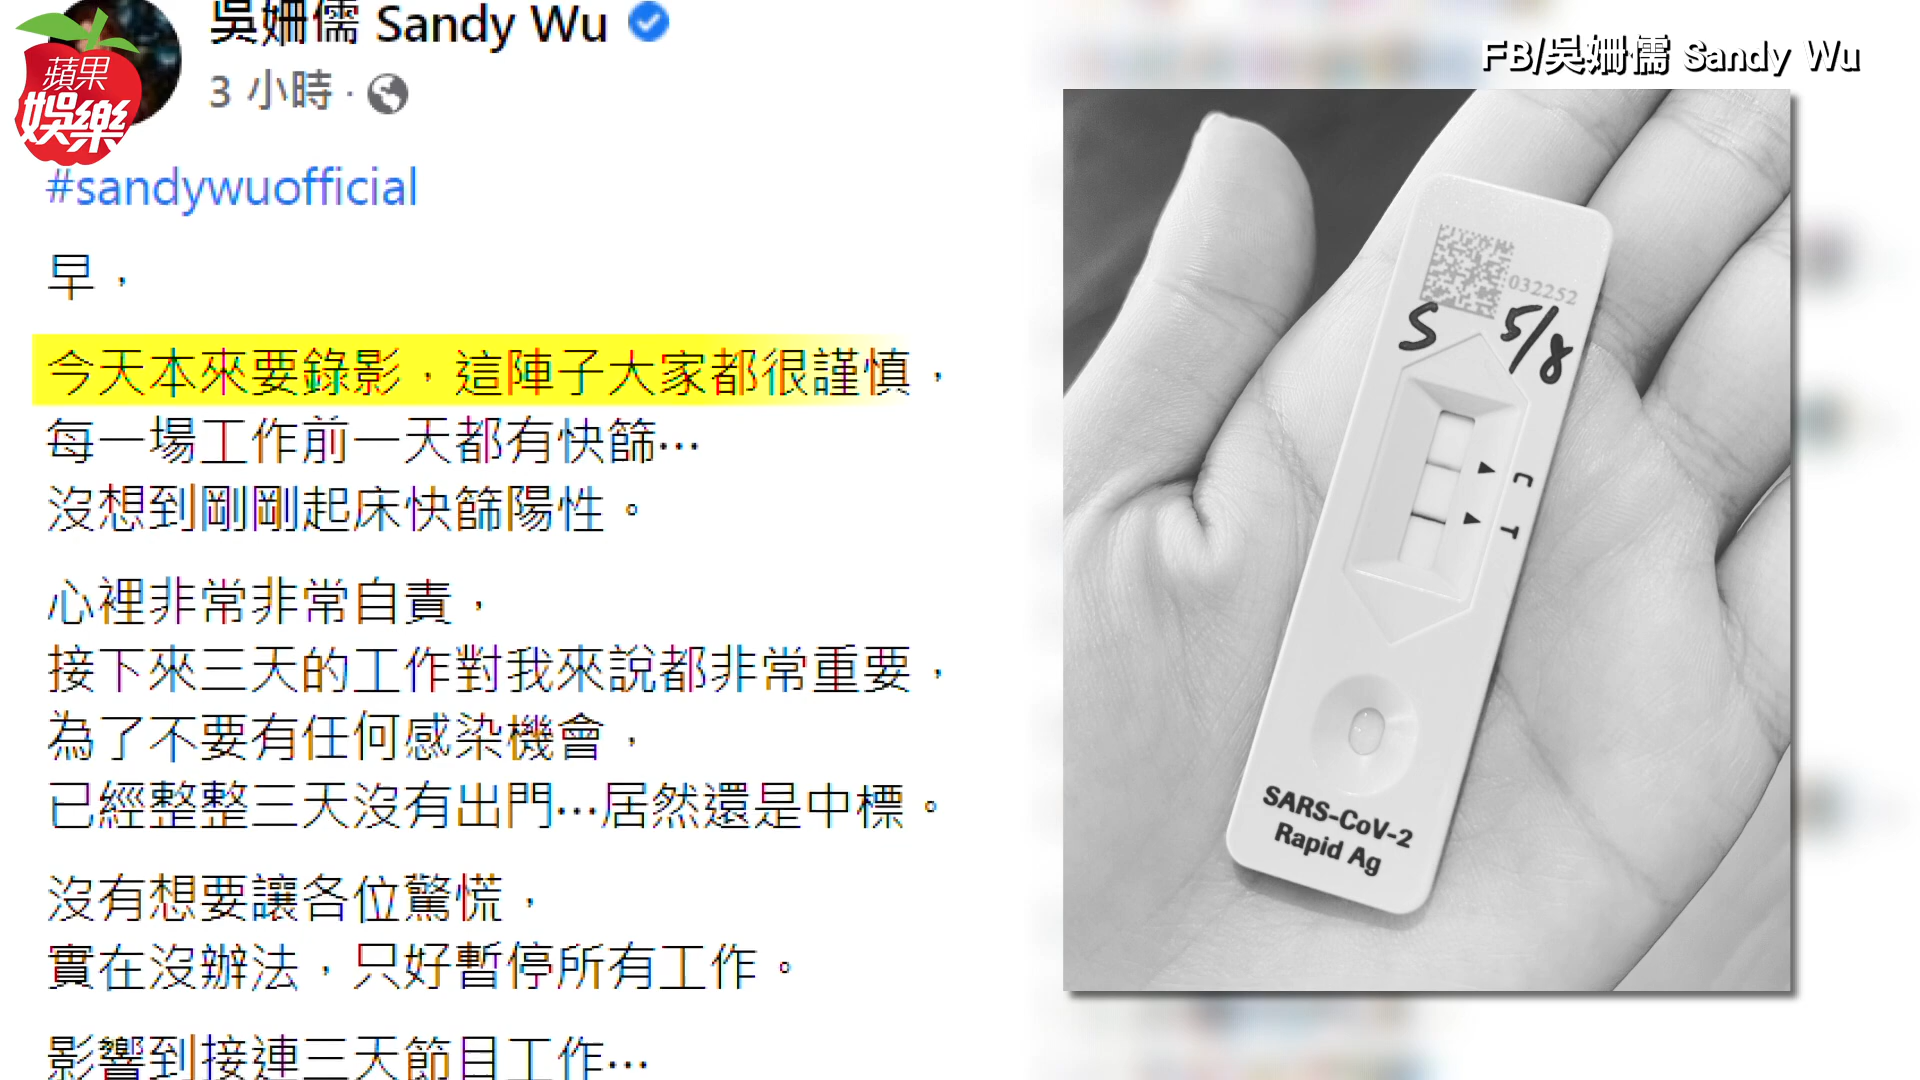 吳姍儒 Sandy Wu
3 小時
蘋果
娛樂
#sandywuofficial
早，
今天本來要錄影，這陣子大家都很謹慎，
每一場工作前一天都有快篩⋯
沒想到剛剛起床快篩陽性。
心裡非常非常自責，
接下來三天的工作對我來說都非常重要，
為了不要有任何感染機會，
已經整整三天沒有出門⋯居然還是中標。
沒有想要讓各位驚慌，
實在沒辦法，只好暫停所有工作。
影響到接連三天節目工作⋯
FB/吳姍儒 Sandy Wu
032252
S 5/8
C
T
SARS-CoV-2
Rapid Ag